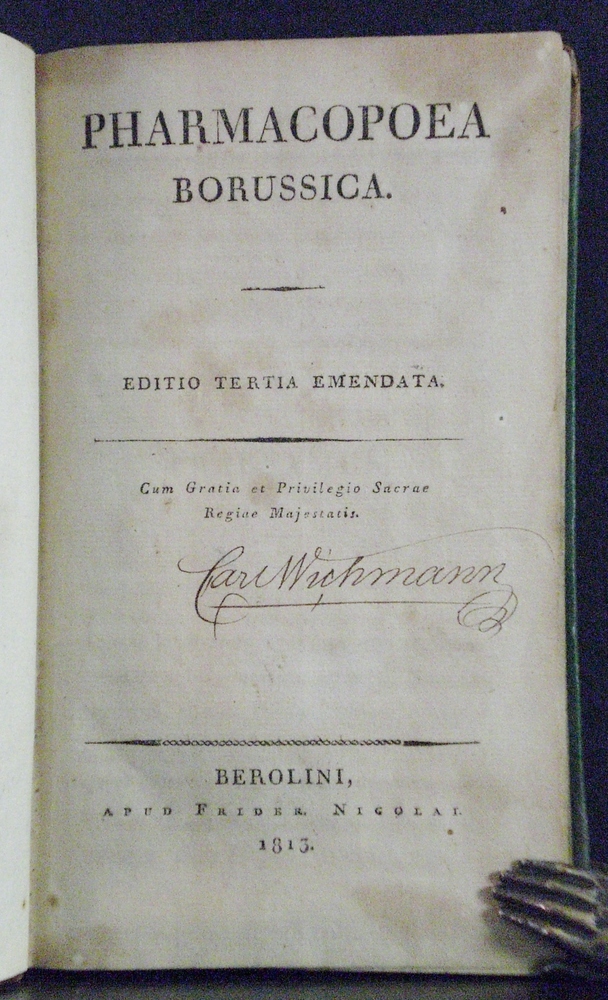 PHARMACOPOEA
BORUSSICA.
EDITIO TERTIA EMENDATA.
Cum Gratia et Privilegio Sacrae
Regiae Majestatis.
Carl Wichmann
BEROLINI,
APUD FRIDER. NICOLAI.
1813.